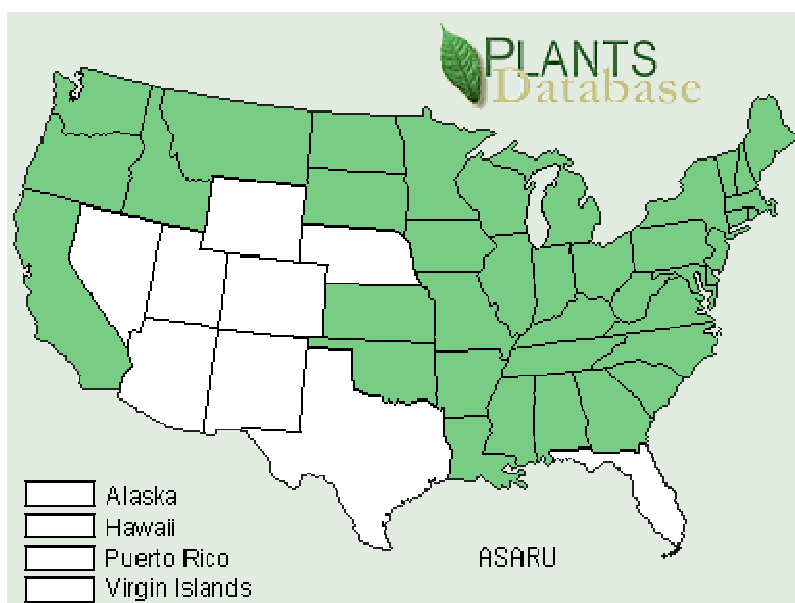 PLANTS
Database
Alaska
Hawaii
Puerto Rico
Virgin Islands
ASARU